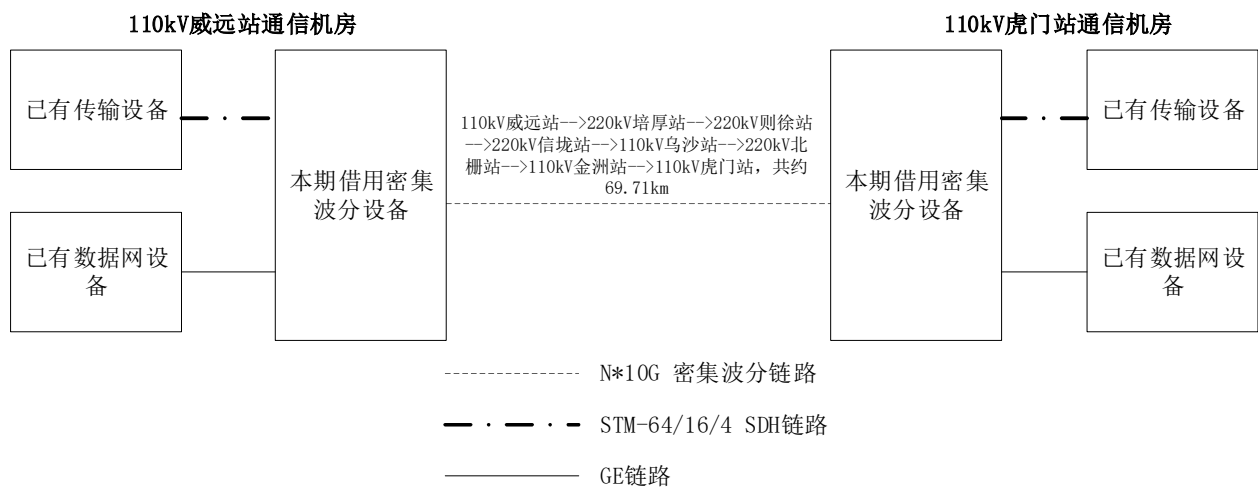 110kV威远站通信机房
110kV虎门站通信机房
已有传输设备
本期借用密集
波分设备
已有数据网设
备
110kV威远站-->220kV培厚站-->220kV则徐站
-->220kV信垅站-->110kV乌沙站-->220kV北
栅站-->110kV金洲站-->110kV虎门站，共约
69.71km
本期借用密集
波分设备
已有传输设备
已有数据网设
备
N*10G 密集波分链路
STM-64/16/4 SDH链路
GE链路